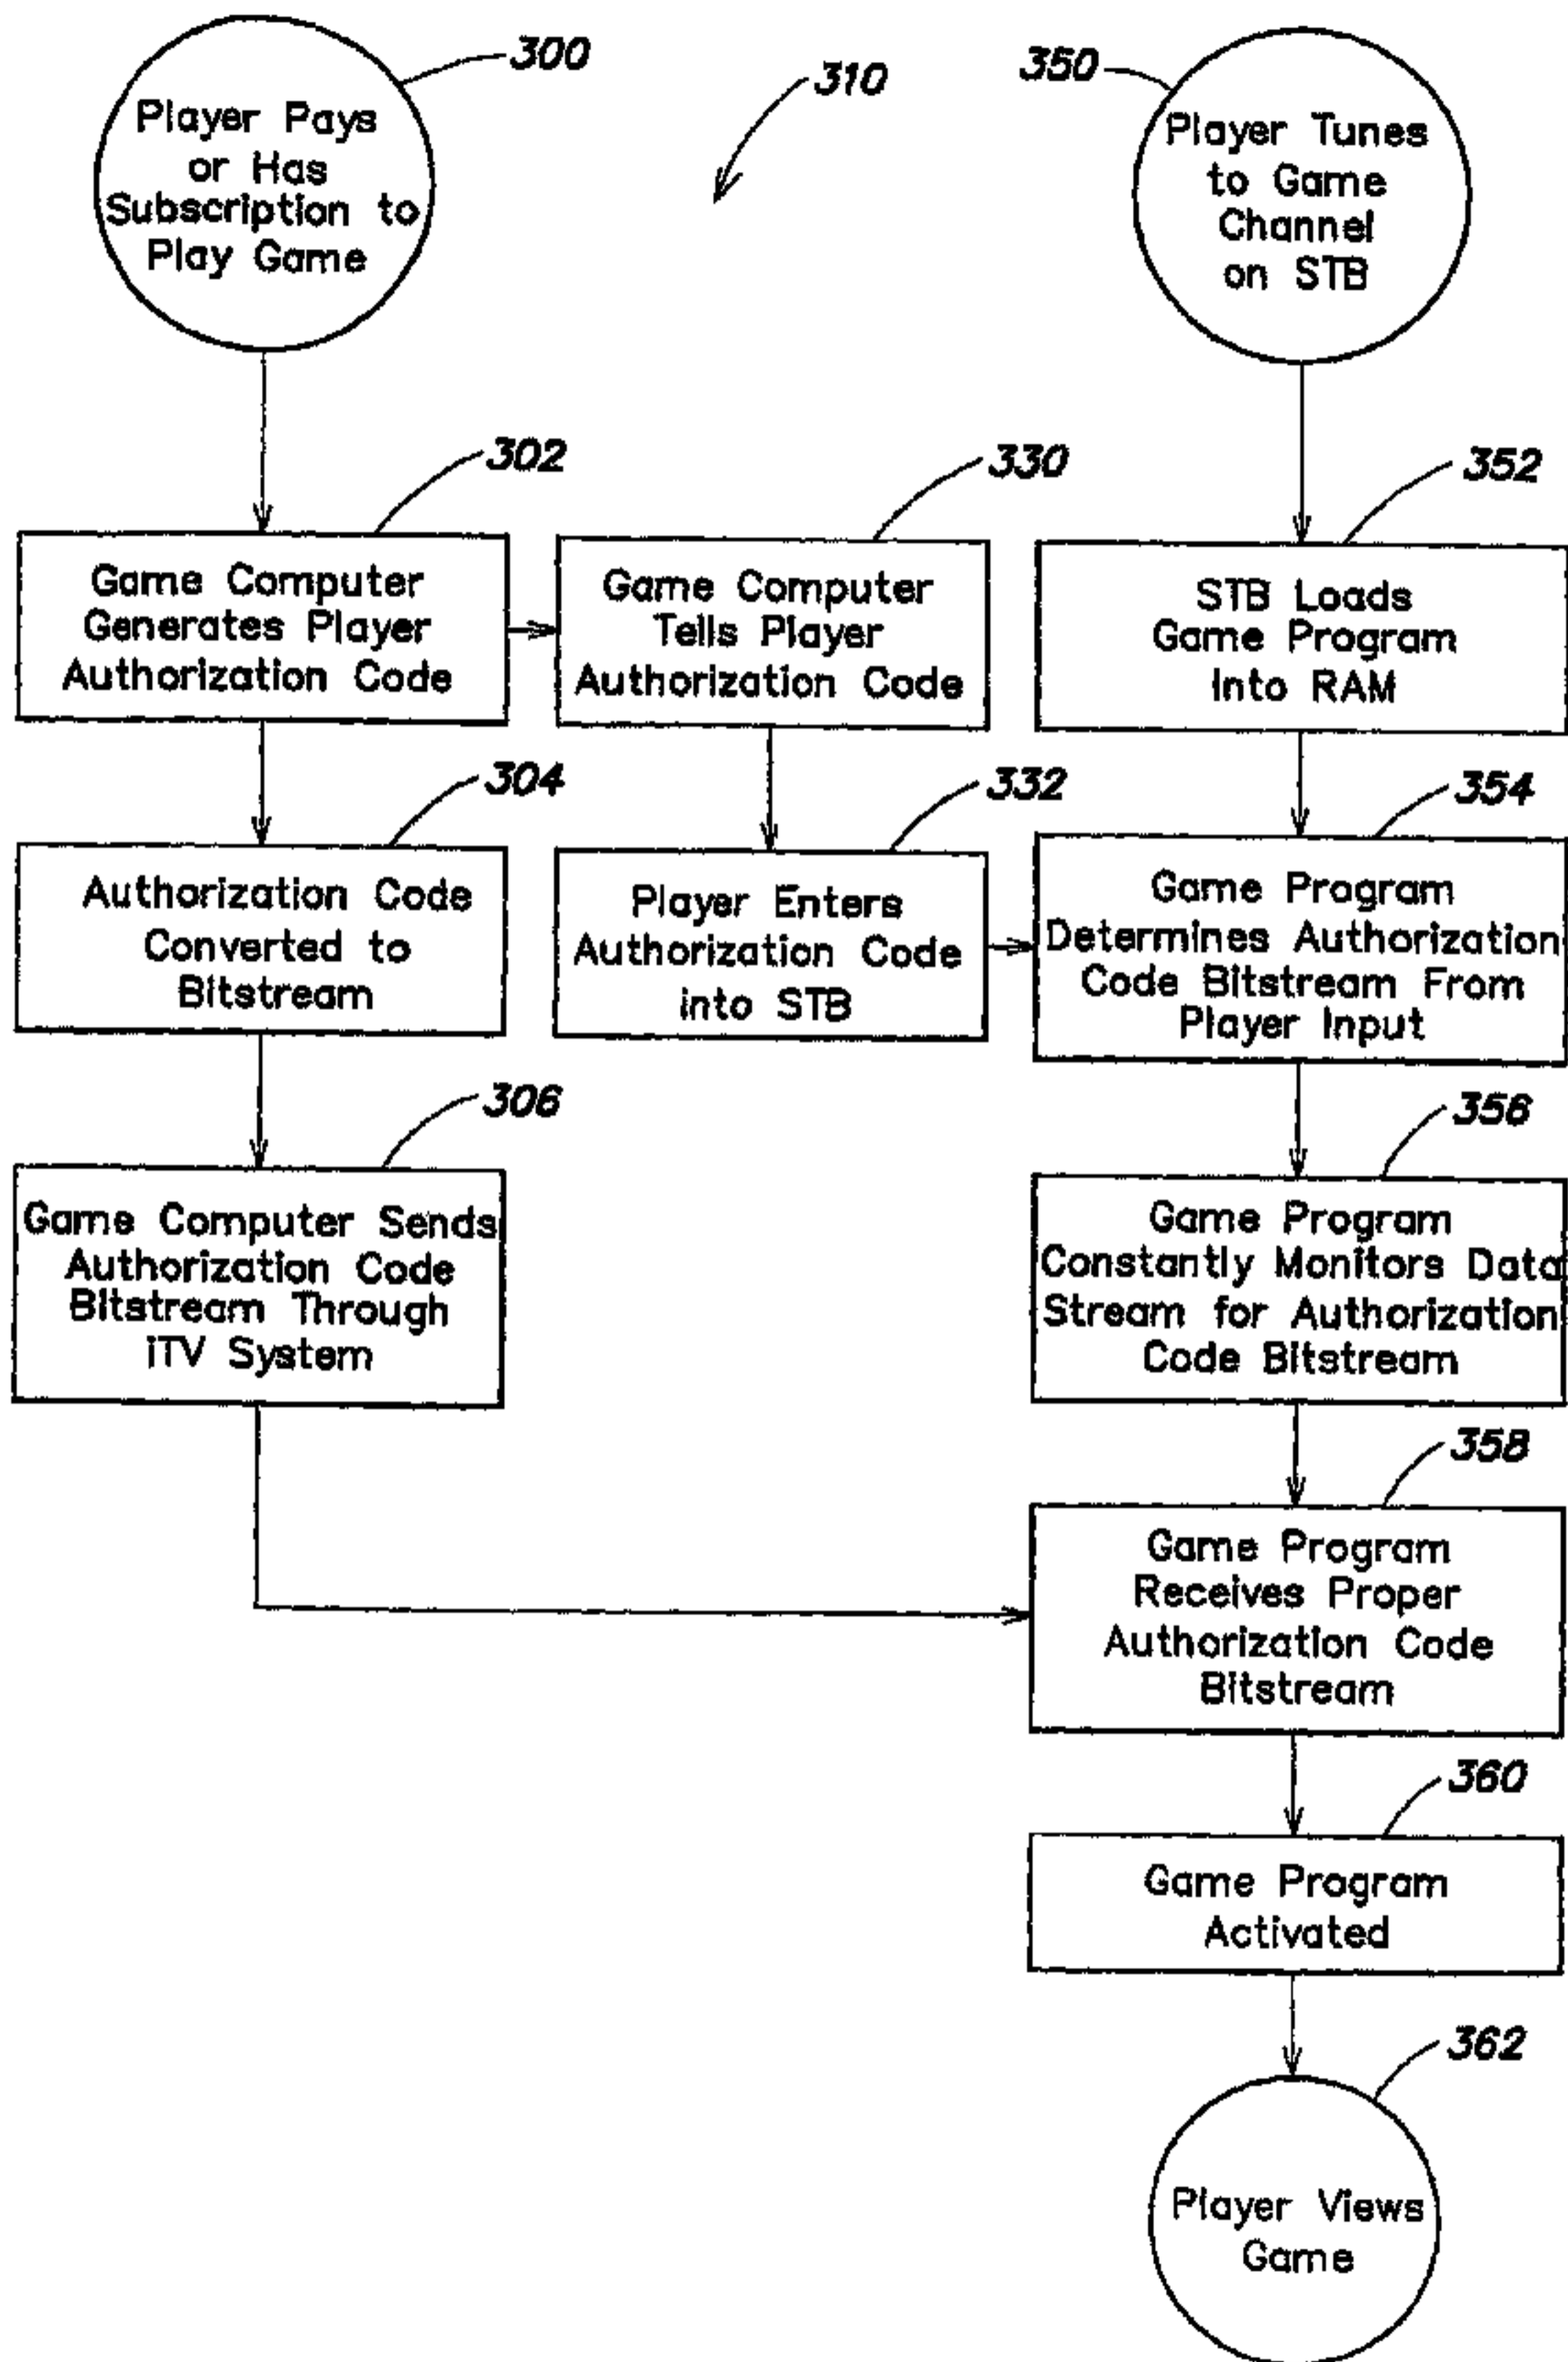 300
Player Pays
or Has
Subscription to
Play Game
310
350
Player Tunes
to Game
Channel
on STB
302
Game Computer
Generates Player
Authorization Code
330
Game Computer
Tells Player
Authorization Code
352
STB Loads
Game Program
into RAM
304
Authorization Code
Converted to
Bitstream
332
Player Enters
Authorization Code
into STB
354
Game Program
Determines Authorization
Code Bitstream From
Player Input
306
Game Computer Sends
Authorization Code
Bitstream Through
iTV System
356
Game Program
Constantly Monitors Data
Stream for Authorization
Code Bitstream
358
Game Program
Receives Proper
Authorization Code
Bitstream
360
Game Program
Activated
362
Player Views
Game